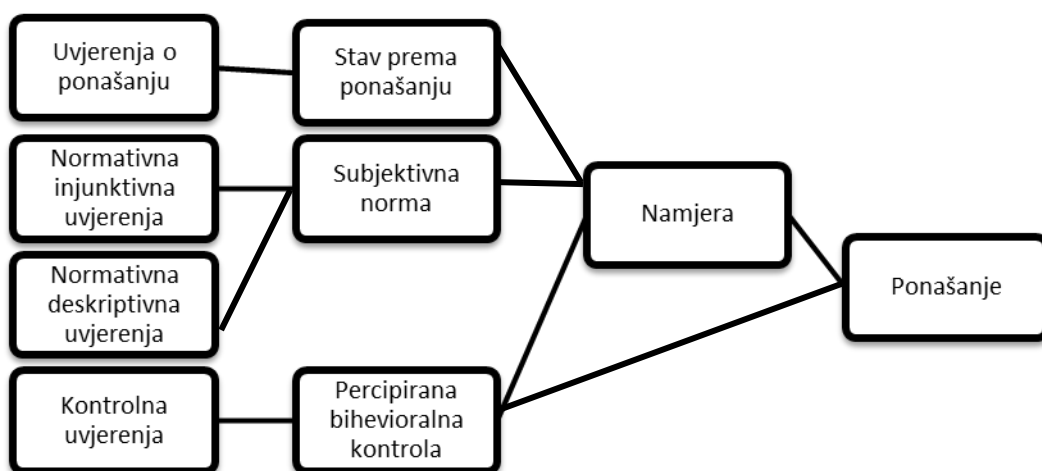 Uvjerenja o
ponašanju
Stav prema
ponašanju
Normativna
injunktivna
uvjerenja
Subjektivna
norma
Namjera
Normativna
deskriptivna
uvjerenja
Ponašanje
Kontrolna
uvjerenja
Percipirana
bihevioralna
kontrola